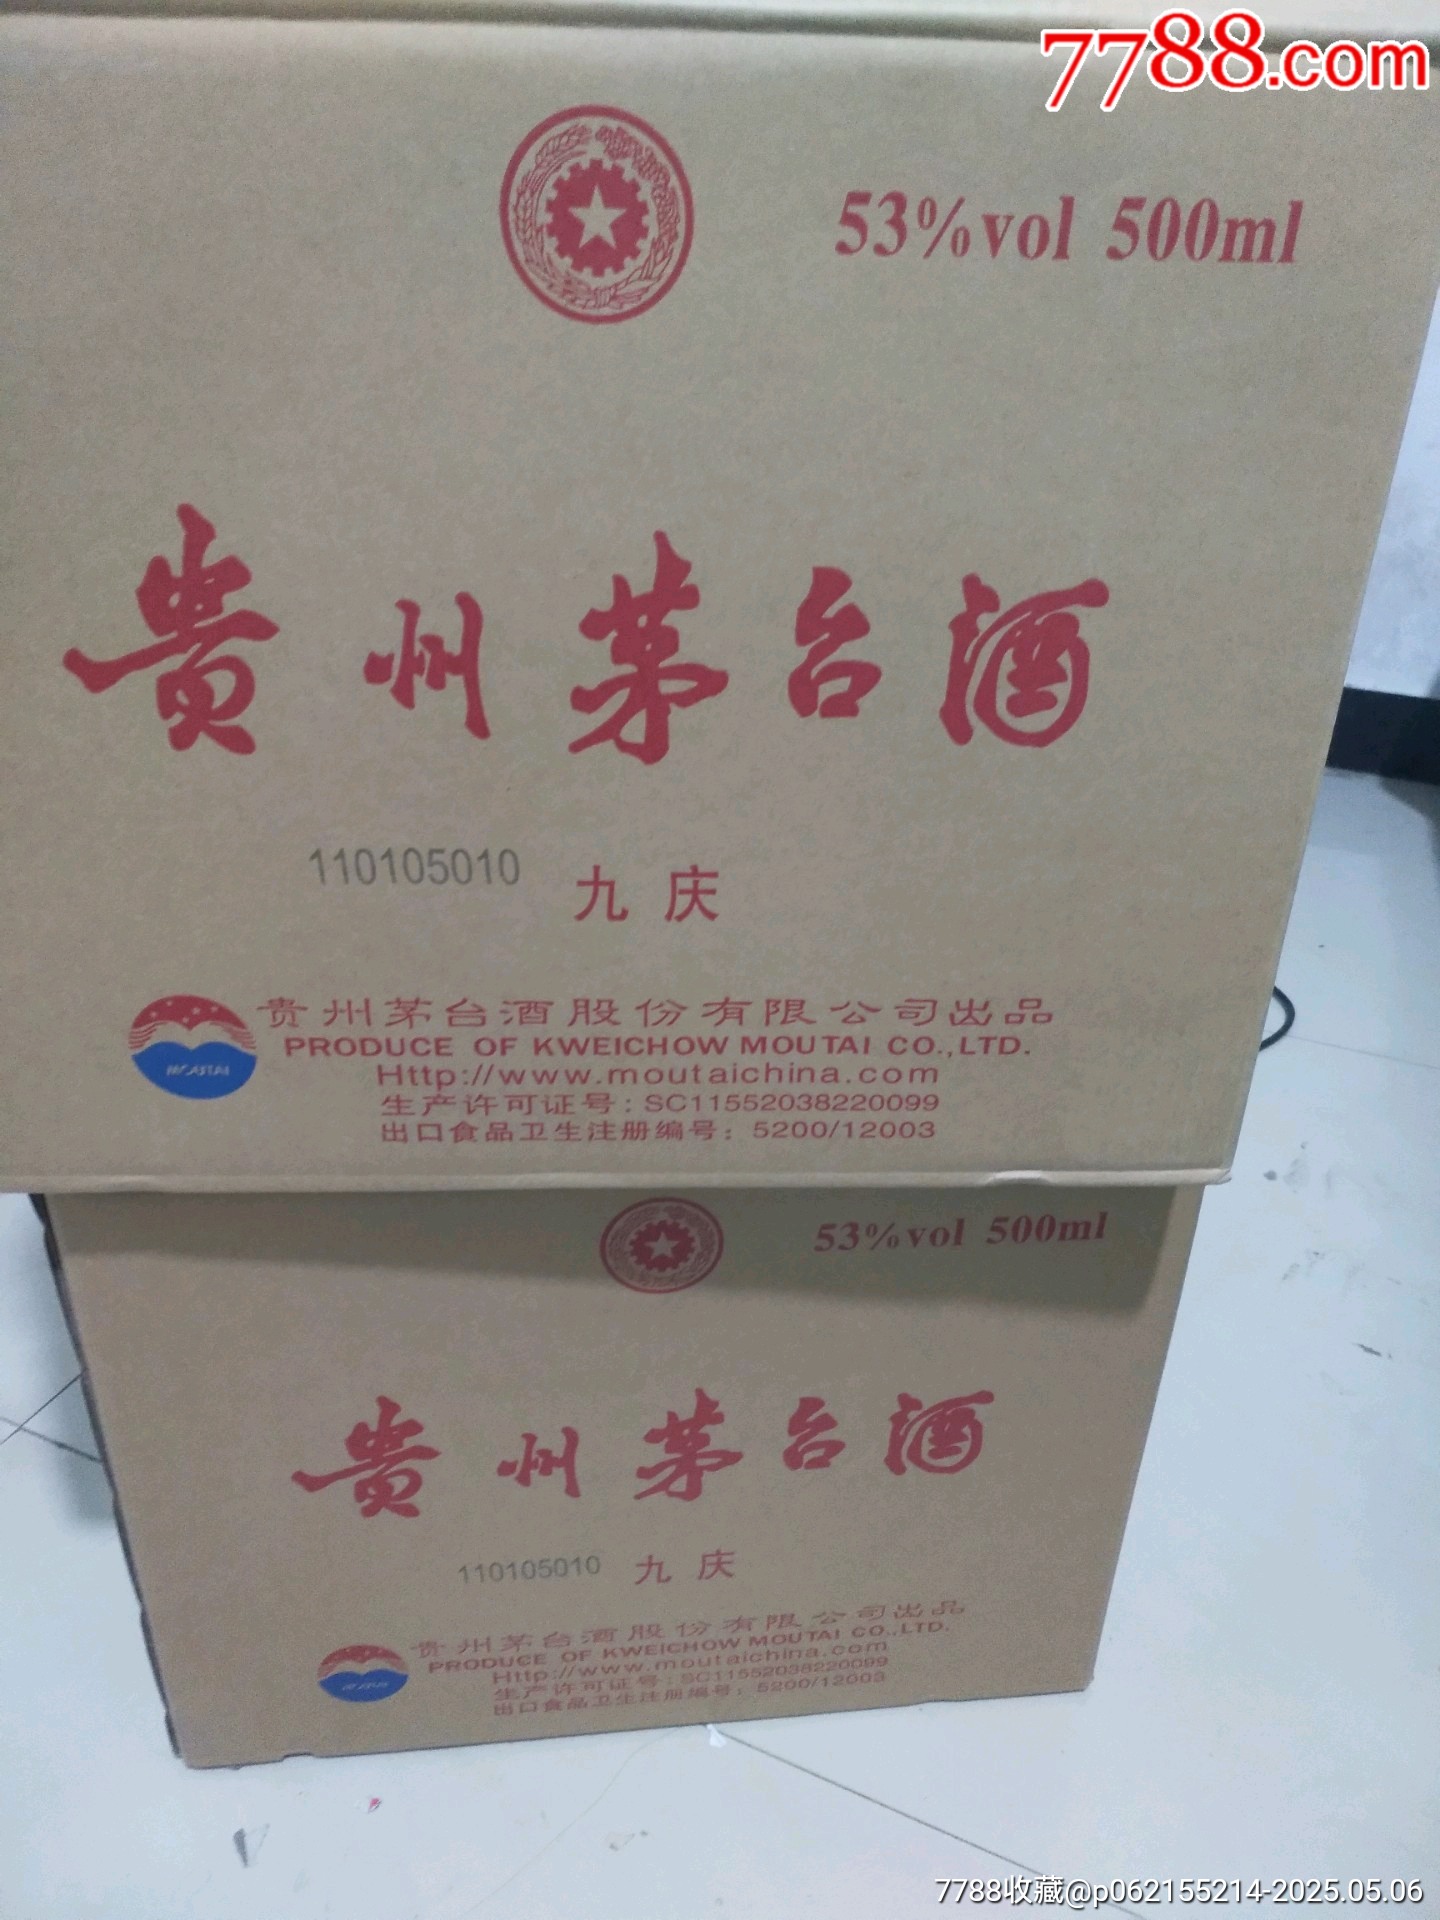 7788.com
53%vol 500ml
贵州茅台酒
110105010 九庆
贵州茅台酒股份有限公司出品
PRODUCE OF KWEICHOW MOUTAI CO.,LTD.
MOUTAI
Http://www.moutaichina.com
生产许可证号：SC11552038220099
出口食品卫生注册编号：5200/12003
53%vol 500ml
贵州茅台酒
110105010 九庆
贵州茅台酒股份有限公司出品
PRODUCE OF KWEICHOW MOUTAI CO.,LTD.
Http://www.moutaichina.com
生产许可证号：SC11552038220099
出口食品卫生注册编号：5200/12003
7788收藏@p062155214-2025.05.06